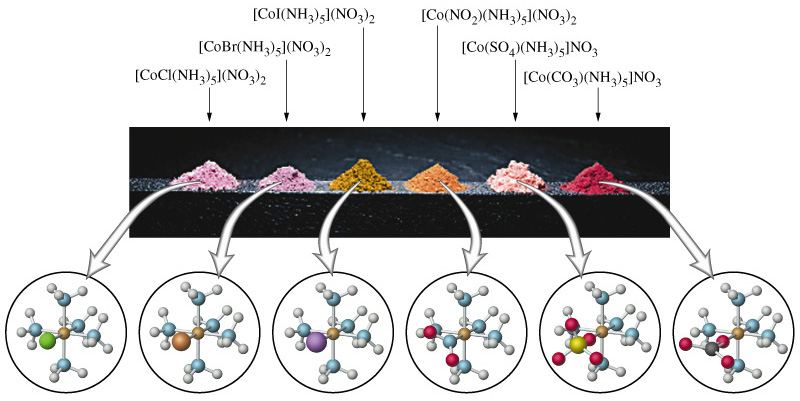 [CoI(NH₃)₅](NO₃)₂
[Co(NO₂)(NH₃)₅](NO₃)₂
[CoBr(NH₃)₅](NO₃)₂
[Co(SO₄)(NH₃)₅]NO₃
[CoCl(NH₃)₅](NO₃)₂
[Co(CO₃)(NH₃)₅]NO₃